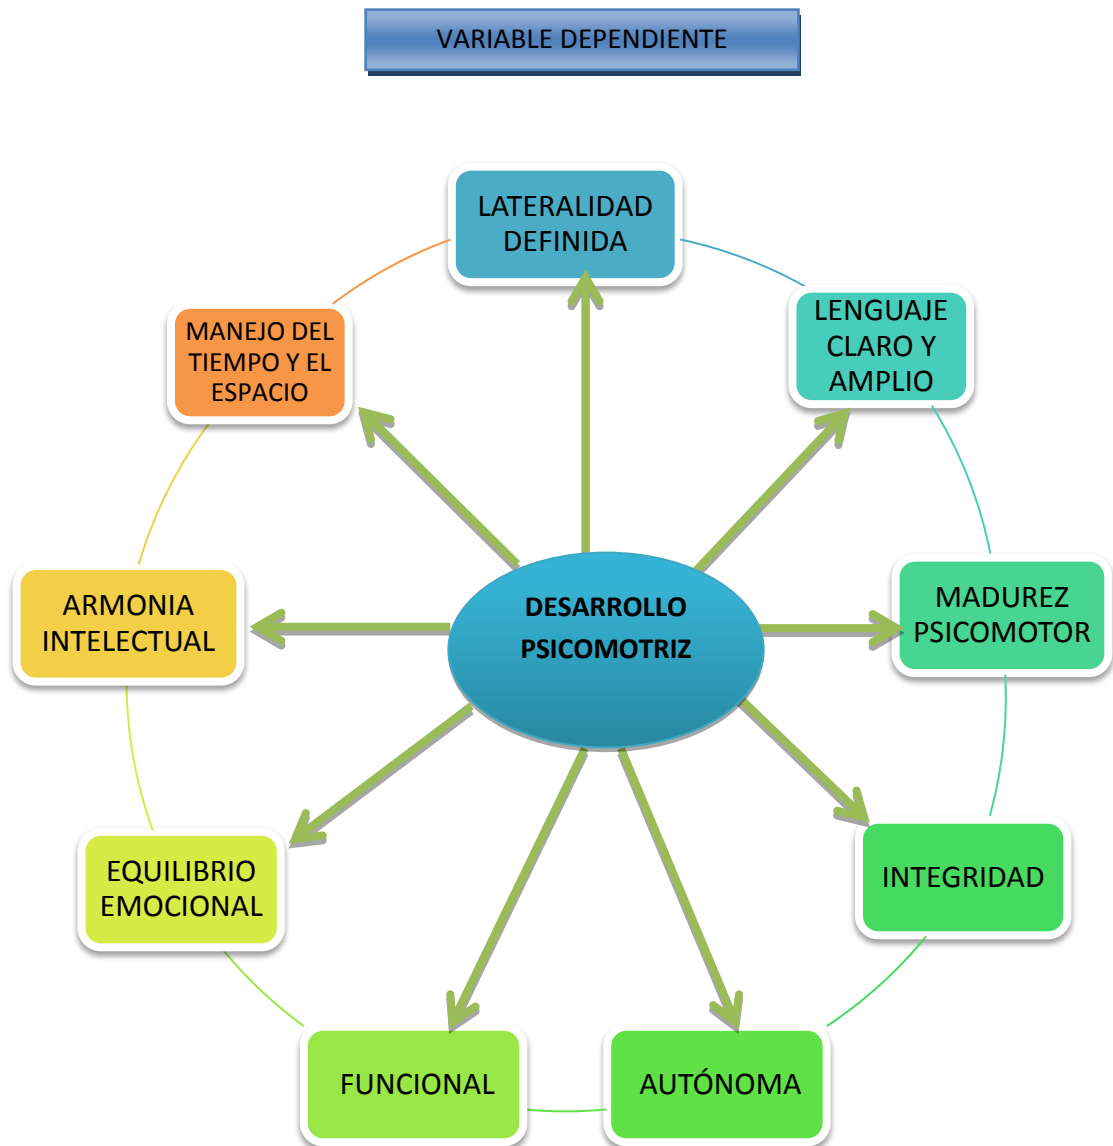 VARIABLE DEPENDIENTE
LATERALIDAD
DEFINIDA
LENGUAJE
CLARO Y
AMPLIO
MANEJO DEL
TIEMPO Y EL
ESPACIO
MADUREZ
PSICOMOTOR
ARMONIA
INTELECTUAL
DESARROLLO
PSICOMOTRIZ
INTEGRIDAD
EQUILIBRIO
EMOCIONAL
FUNCIONAL
AUTÓNOMA